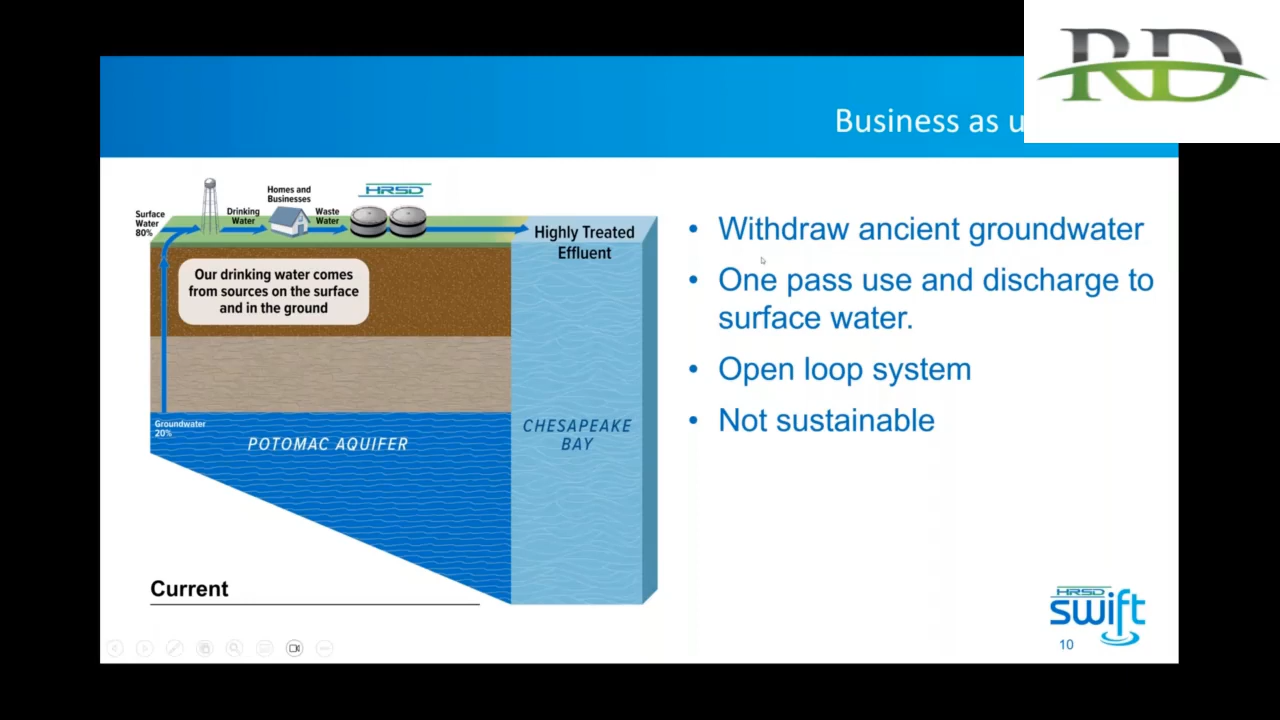 RD
Business as u
Surface
Water
80%
Drinking
Water
Homes and
Businesses
Waste
Water
HRSD
Highly Treated
Effluent
Our drinking water comes
from sources on the surface
and in the ground
Groundwater
20%
POTOMAC AQUIFER
CHESAPEAKE
BAY
Current
• Withdraw ancient groundwater
• One pass use and discharge to
surface water.
• Open loop system
• Not sustainable
HRSD
swift
10